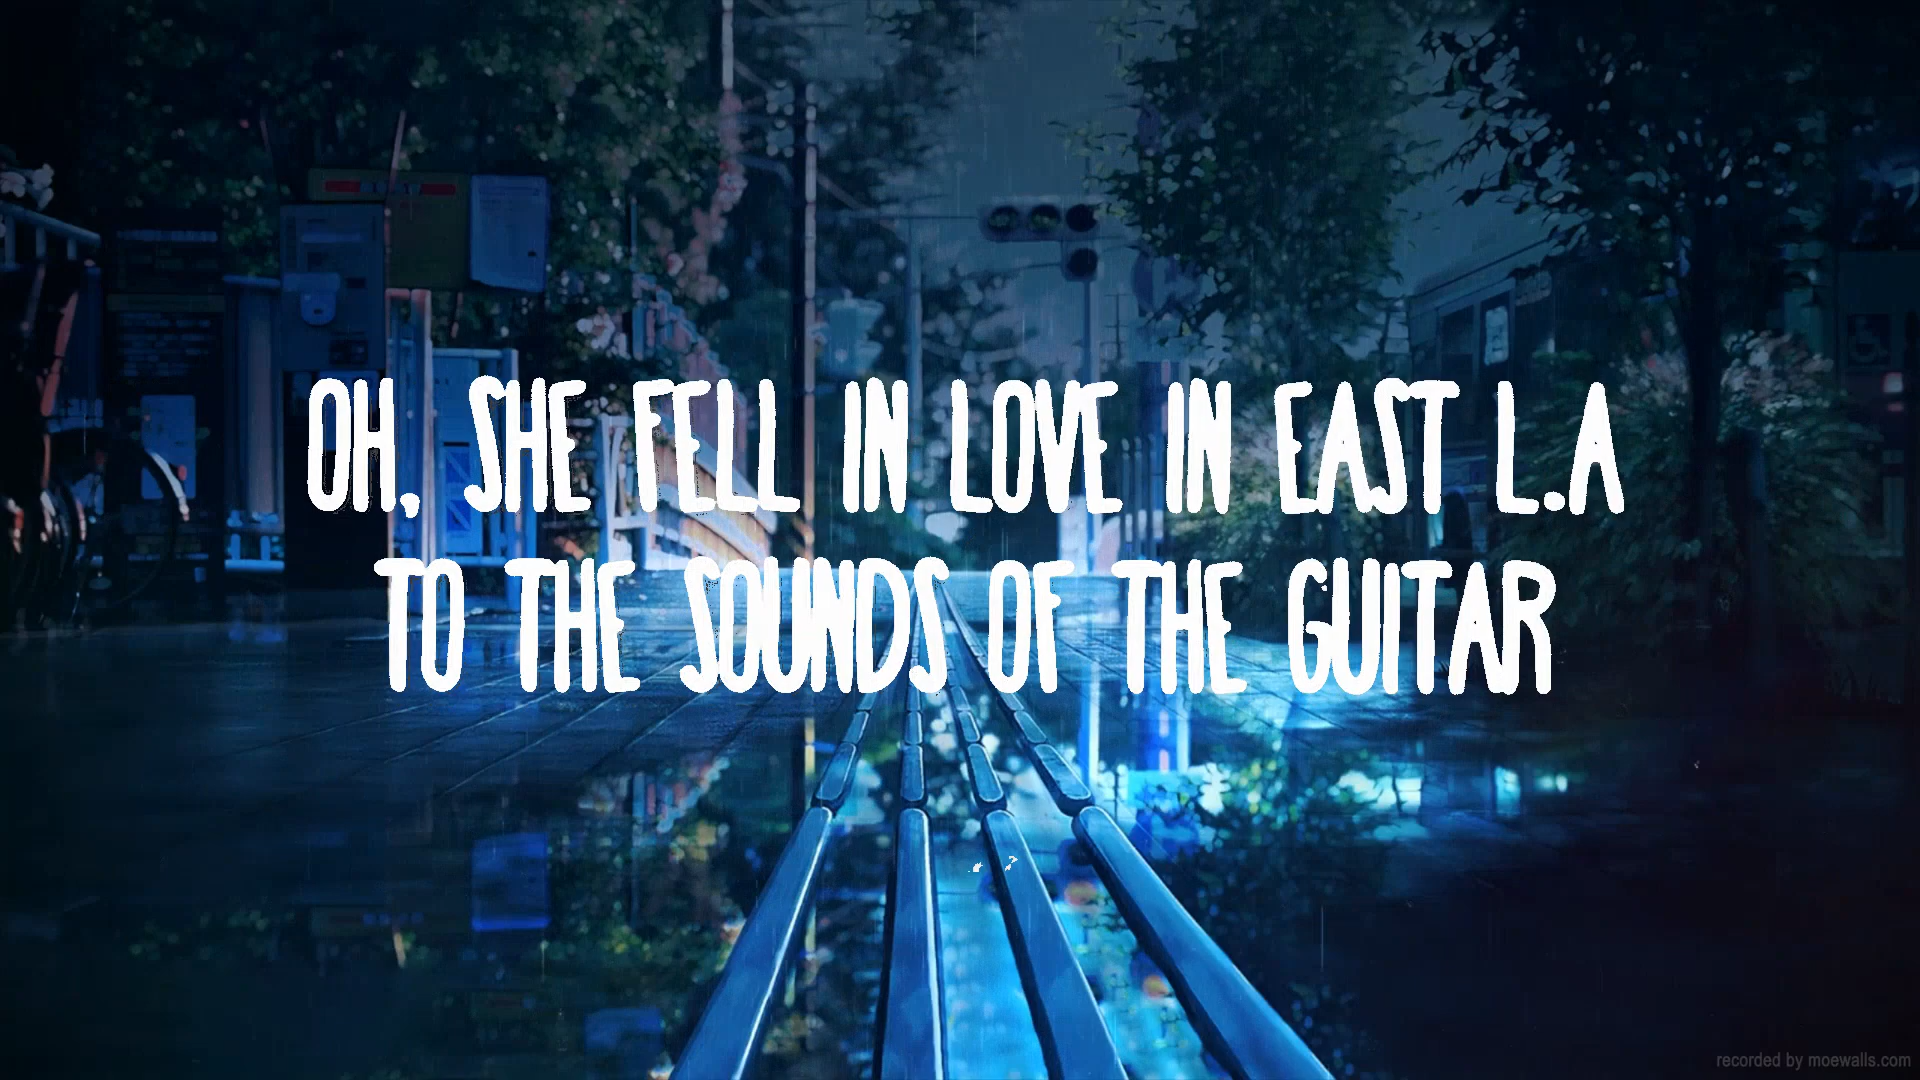 OH, SHE FELL IN LOVE IN EAST L.A
TO THE SOUNDS OF THE GUITAR
recorded by moewalls.com